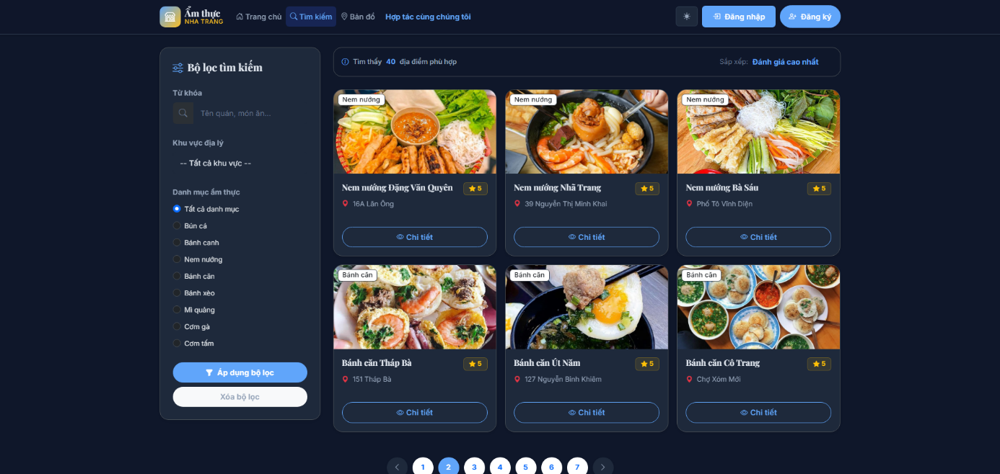 Ẩm thực
NHA TRANG
Trang chủ
Tìm kiếm
Bản đồ
Hợp tác cùng chúng tôi
Đăng nhập
Đăng ký
Bộ lọc tìm kiếm
Từ khóa
Tên quán, món ăn...
Khu vực địa lý
-- Tất cả khu vực --
Danh mục ẩm thực
Tất cả danh mục
Bún cá
Bánh canh
Nem nướng
Bánh căn
Bánh xèo
Mì quảng
Cơm gà
Cơm tấm
Áp dụng bộ lọc
Xóa bộ lọc
Tìm thấy 40 địa điểm phù hợp
Sắp xếp: Đánh giá cao nhất
Nem nướng
Nem nướng Đặng Văn Quyên
5
16A Lãn Ông
Chi tiết
Nem nướng
Nem nướng Nhã Trang
5
39 Nguyễn Thị Minh Khai
Chi tiết
Nem nướng
Nem nướng Bà Sáu
5
Phố Tô Vĩnh Diện
Chi tiết
Bánh căn
Bánh căn Tháp Bà
5
151 Tháp Bà
Chi tiết
Bánh căn
Bánh căn Út Năm
5
127 Nguyễn Bỉnh Khiêm
Chi tiết
Bánh căn
Bánh căn Cô Trang
5
Chợ Xóm Mới
Chi tiết
1 2 3 4 5 6 7